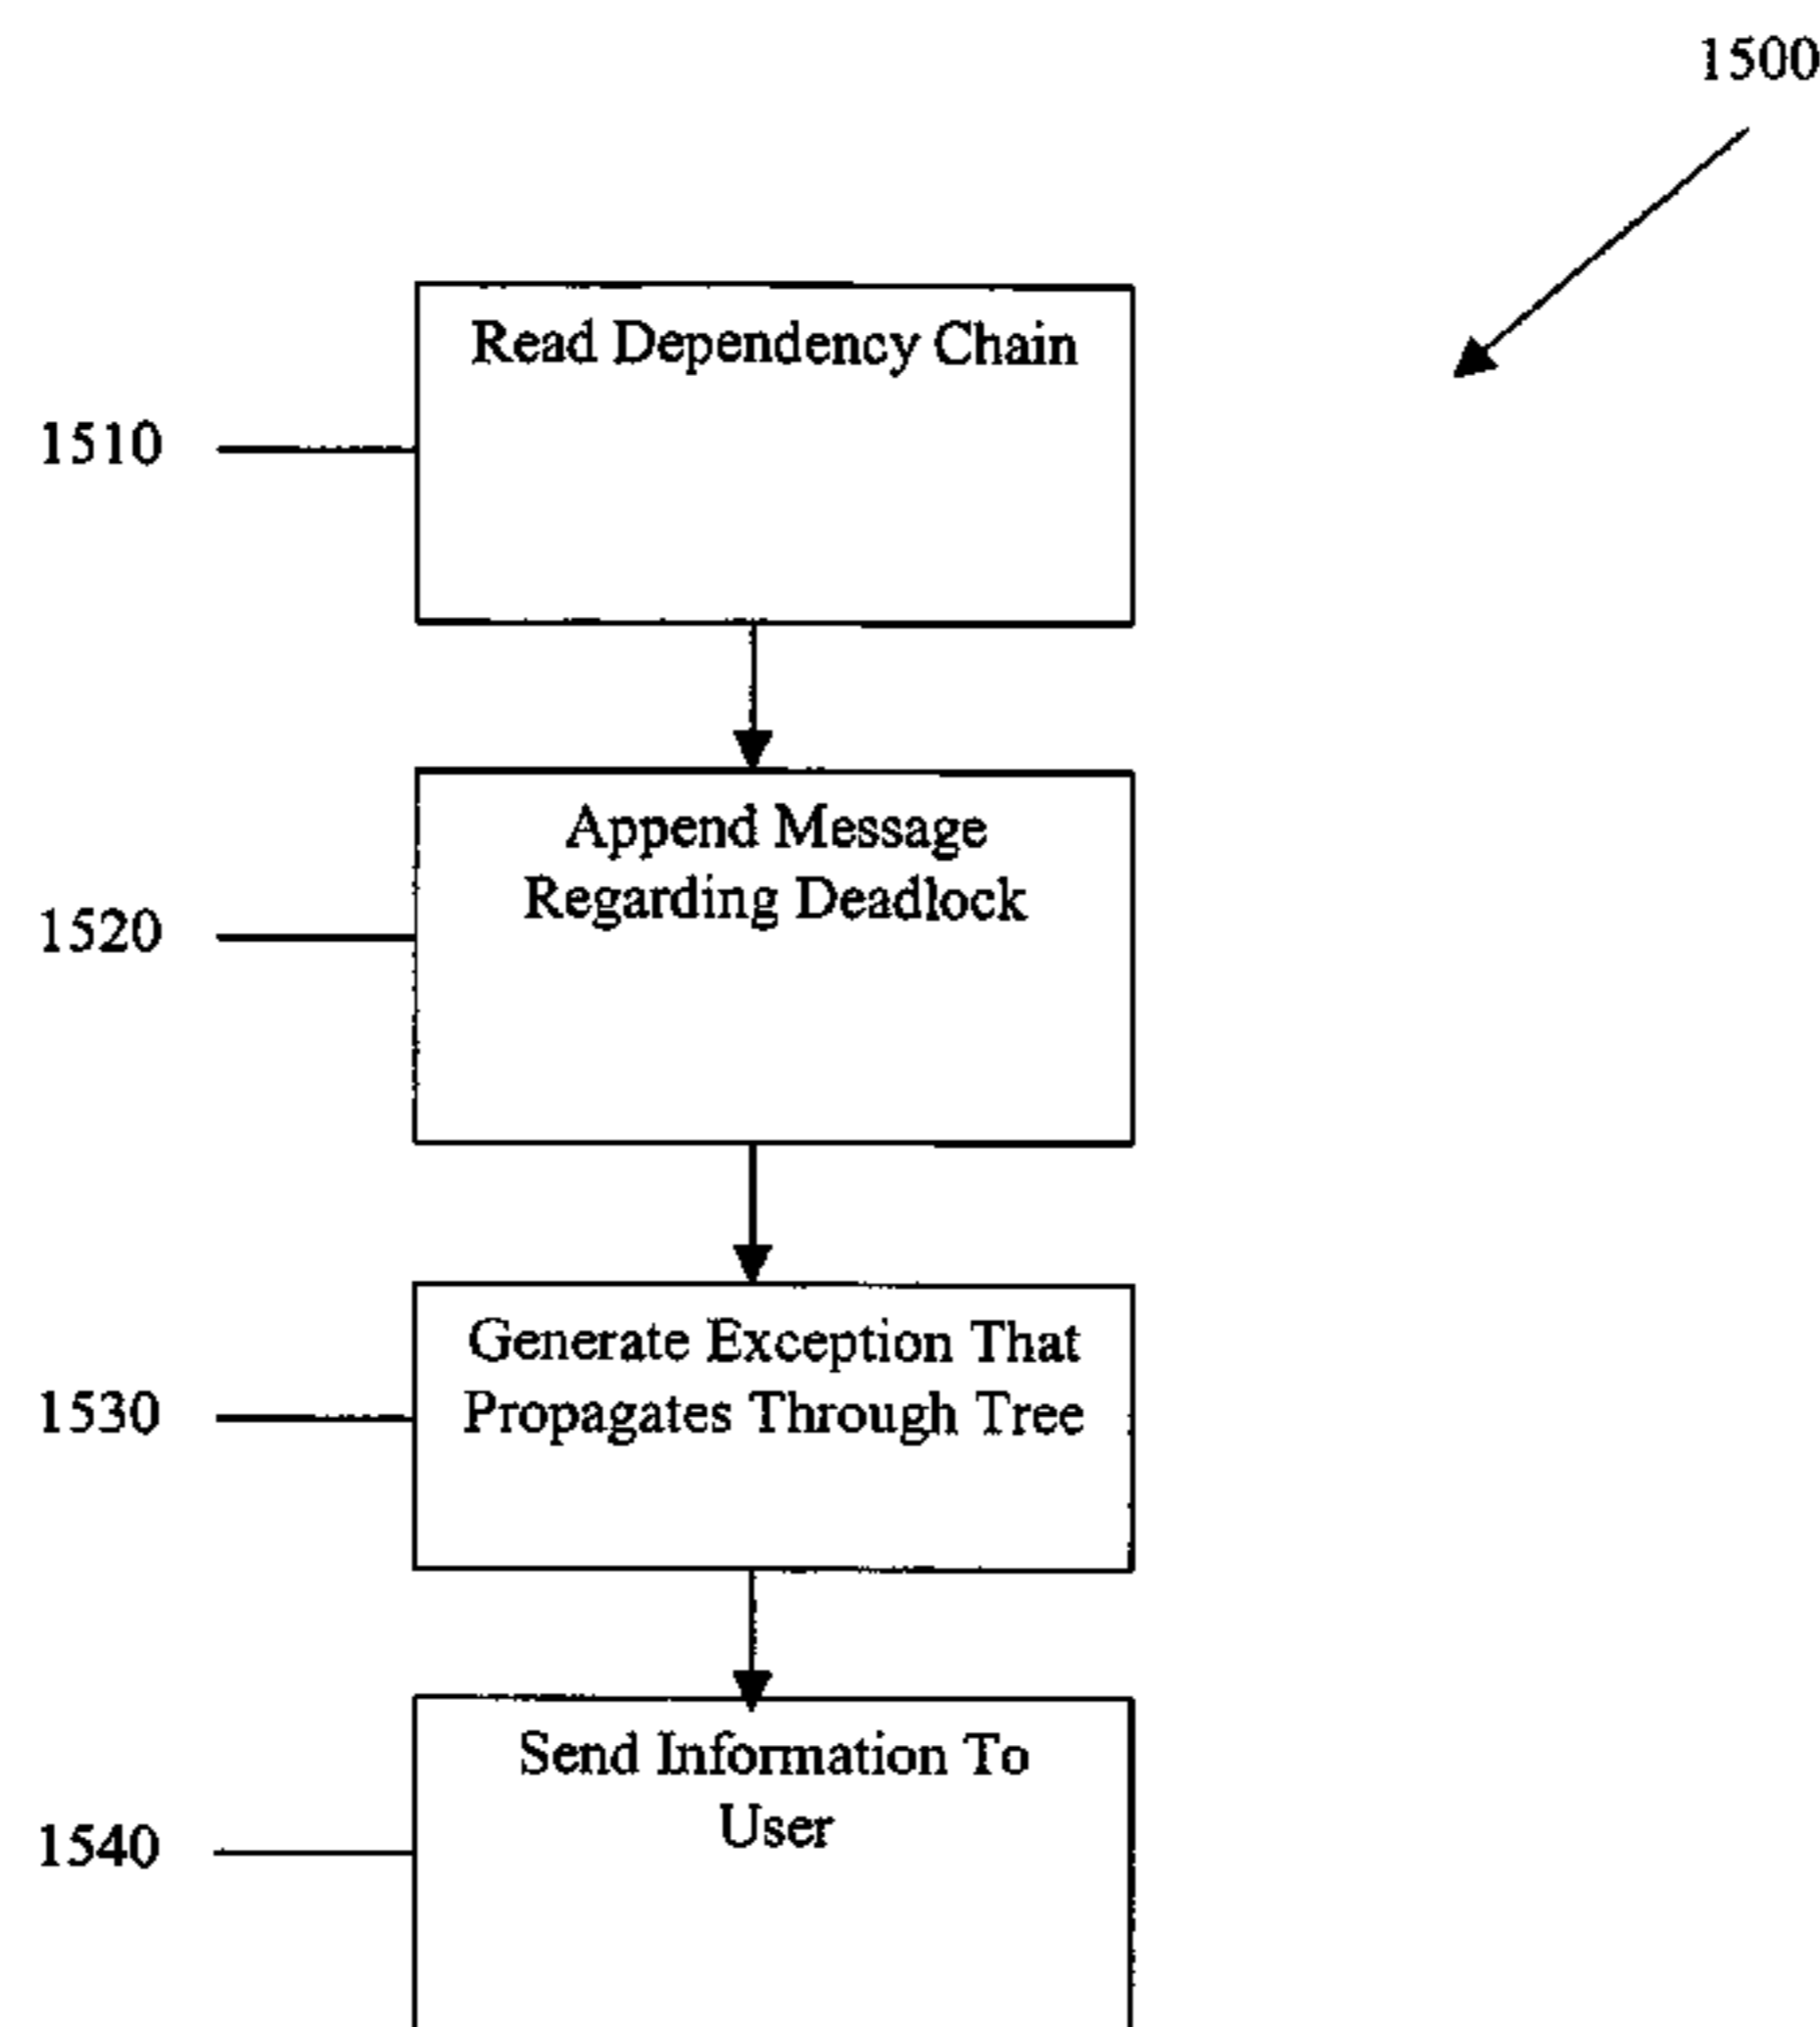 1500
Read Dependency Chain
1510
Append Message
Regarding Deadlock
1520
Generate Exception That
Propagates Through Tree
1530
Send Information To
User
1540